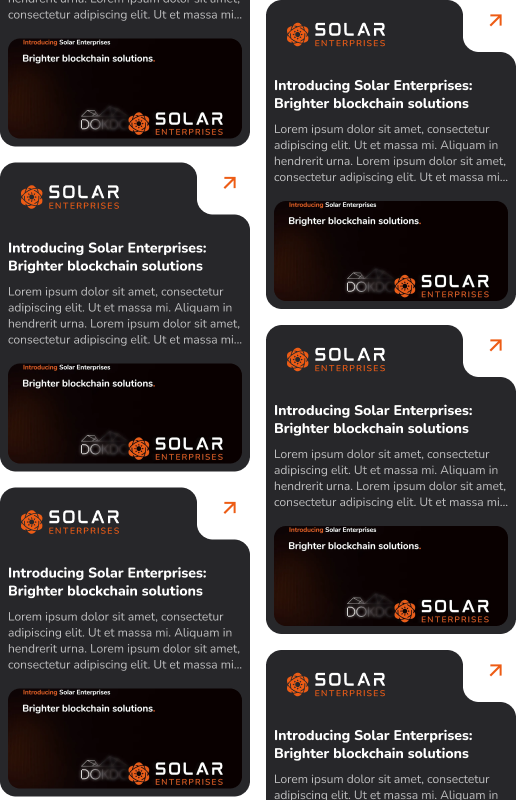 hendrerit urna. Lorem ipsum dolor sit amet,
consectetur adipiscing elit. Ut et massa mi...
Introducing Solar Enterprises
Brighter blockchain solutions.
SOLAR
ENTERPRISES
SOLAR
ENTERPRISES
Introducing Solar Enterprises:
Brighter blockchain solutions
Lorem ipsum dolor sit amet, consectetur
adipiscing elit. Ut et massa mi. Aliquam in
hendrerit urna. Lorem ipsum dolor sit amet,
consectetur adipiscing elit. Ut et massa mi...
Introducing Solar Enterprises
Brighter blockchain solutions.
SOLAR
ENTERPRISES
SOLAR
ENTERPRISES
Introducing Solar Enterprises:
Brighter blockchain solutions
Lorem ipsum dolor sit amet, consectetur
adipiscing elit. Ut et massa mi. Aliquam in
hendrerit urna. Lorem ipsum dolor sit amet,
consectetur adipiscing elit. Ut et massa mi...
Introducing Solar Enterprises
Brighter blockchain solutions.
SOLAR
ENTERPRISES
SOLAR
ENTERPRISES
Introducing Solar Enterprises:
Brighter blockchain solutions
Lorem ipsum dolor sit amet, consectetur
adipiscing elit. Ut et massa mi. Aliquam in
hendrerit urna. Lorem ipsum dolor sit amet,
consectetur adipiscing elit. Ut et massa mi...
Introducing Solar Enterprises
Brighter blockchain solutions.
SOLAR
ENTERPRISES
SOLAR
ENTERPRISES
Introducing Solar Enterprises:
Brighter blockchain solutions
Lorem ipsum dolor sit amet, consectetur
adipiscing elit. Ut et massa mi. Aliquam in
hendrerit urna. Lorem ipsum dolor sit amet,
consectetur adipiscing elit. Ut et massa mi...
Introducing Solar Enterprises
Brighter blockchain solutions.
SOLAR
ENTERPRISES
SOLAR
ENTERPRISES
Introducing Solar Enterprises:
Brighter blockchain solutions
Lorem ipsum dolor sit amet, consectetur
adipiscing elit. Ut et massa mi. Aliquam in